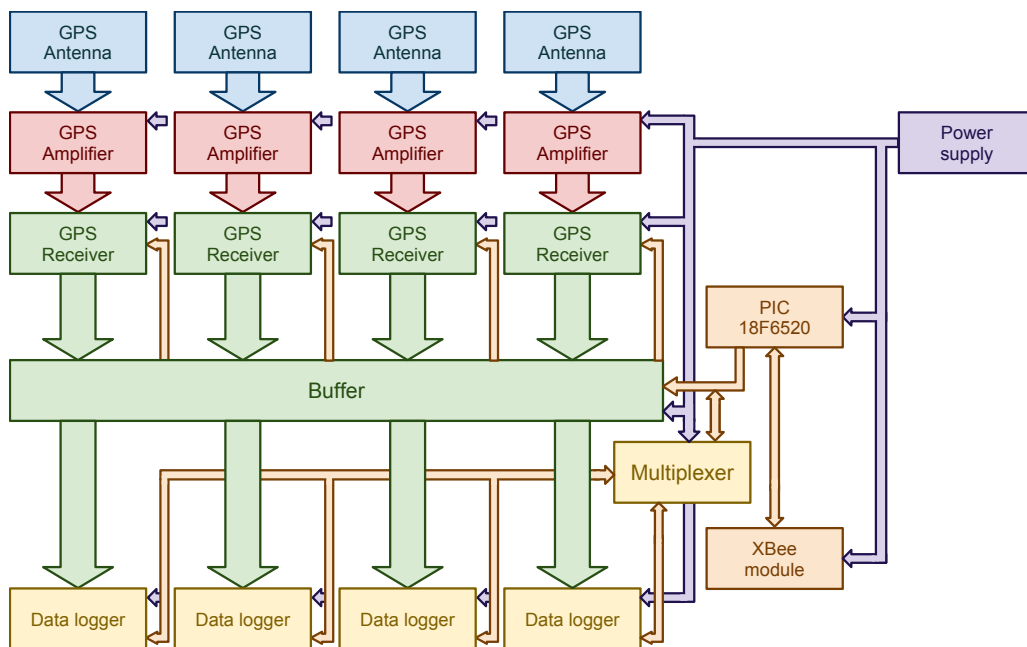 GPS
Antenna
GPS
Antenna
GPS
Antenna
GPS
Antenna
GPS
Amplifier
GPS
Amplifier
GPS
Amplifier
GPS
Amplifier
Power
supply
GPS
Receiver
GPS
Receiver
GPS
Receiver
GPS
Receiver
PIC
18F6520
Buffer
Multiplexer
XBee
module
Data logger
Data logger
Data logger
Data logger